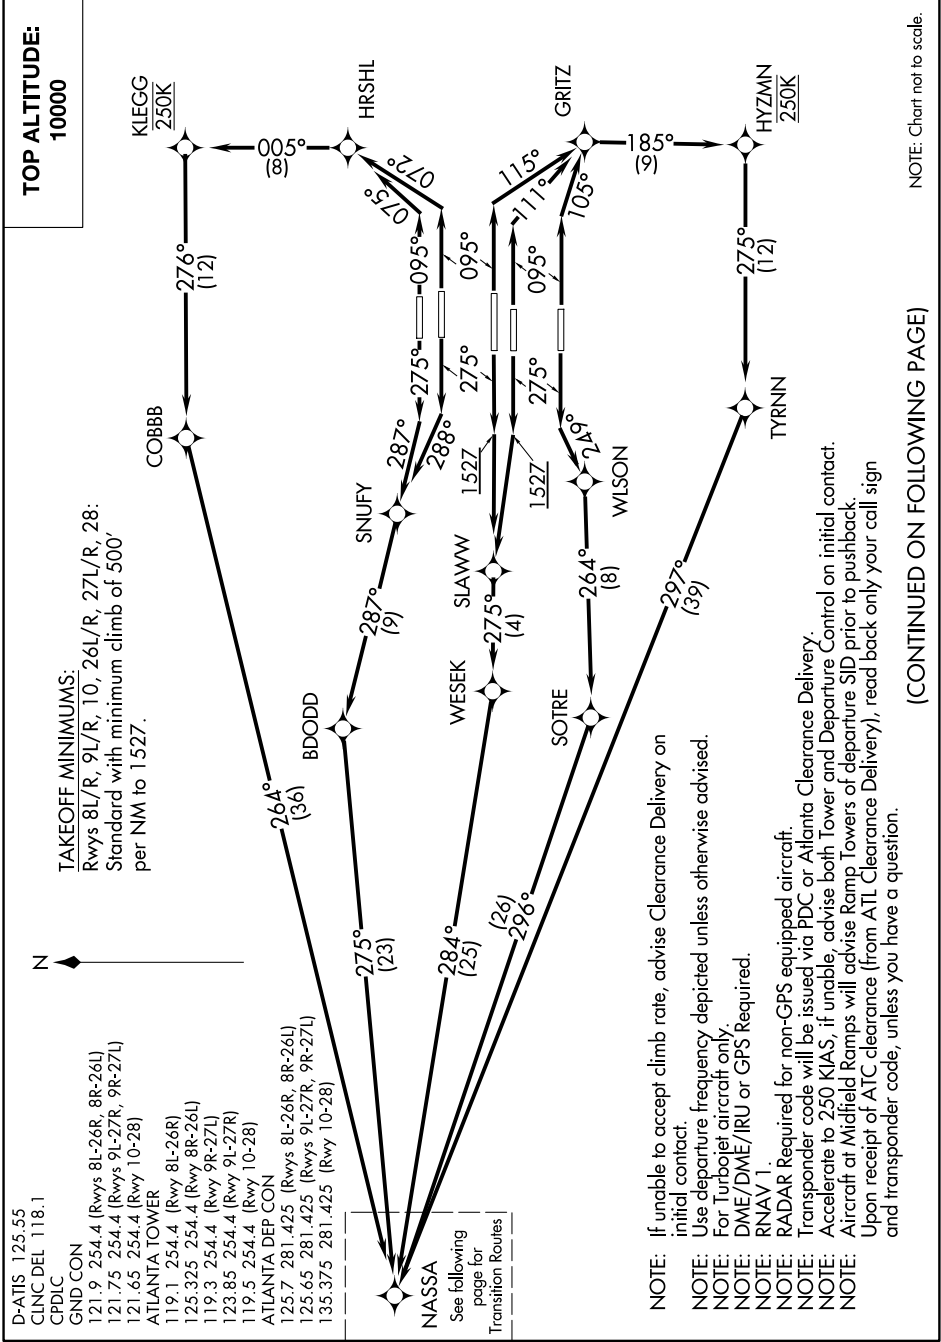 TOP ALTITUDE:
10000
D-ATIS 125.55
CLNC DEL 118.1
CPDLC
GND CON
121.9 254.4 (Rwys 8L-26R, 8R-26L)
121.75 254.4 (Rwys 9L-27R, 9R-27L)
121.65 254.4 (Rwy 10-28)
ATLANTA TOWER
119.1 254.4 (Rwy 8L-26R)
125.325 254.4 (Rwy 8R-26L)
119.3 254.4 (Rwy 9R-27L)
123.85 254.4 (Rwy 9L-27R)
119.5 254.4 (Rwy 10-28)
ATLANTA DEP CON
125.7 281.425 (Rwys 8L-26R, 8R-26L)
125.65 281.425 (Rwys 9L-27R, 9R-27L)
135.375 281.425 (Rwy 10-28)
N
TAKEOFF MINIMUMS:
Rwys 8L/R, 9L/R, 10, 26L/R, 27L/R, 28:
Standard with minimum climb of 500'
per NM to 1527.
KLEGG
250K
276°
(12)
COBBB
264°
(36)
005°
(8)
HRSHL
072°
075°
095°
275°
287°
288°
SNUFY
287°
(9)
BDODD
275°
(23)
095°
275°
1527
SLAWW
275°
(4)
WESEK
284°
(25)
GRITZ
115°
111°
105°
095°
275°
1527
249°
WLSON
264°
(8)
SOTRE
(26)
296°
185°
(9)
HYZMN
250K
275°
(12)
TYRNN
297°
(39)
NASSA
See following
page for
Transition Routes
NOTE: If unable to accept climb rate, advise Clearance Delivery on
initial contact.
NOTE: Use departure frequency depicted unless otherwise advised.
NOTE: For Turbojet aircraft only.
NOTE: DME/DME/IRU or GPS Required.
NOTE: RNAV 1.
NOTE: RADAR Required for non-GPS equipped aircraft.
NOTE: Transponder code will be issued via PDC or Atlanta Clearance Delivery.
NOTE: Accelerate to 250 KIAS, if unable, advise both Tower and Departure Control on initial contact.
NOTE: Aircraft at Midfield Ramps will advise Ramp Towers of departure SID prior to pushback.
Upon receipt of ATC clearance (from ATL Clearance Delivery), read back only your call sign
and transponder code, unless you have a question.
NOTE: Chart not to scale.
(CONTINUED ON FOLLOWING PAGE)